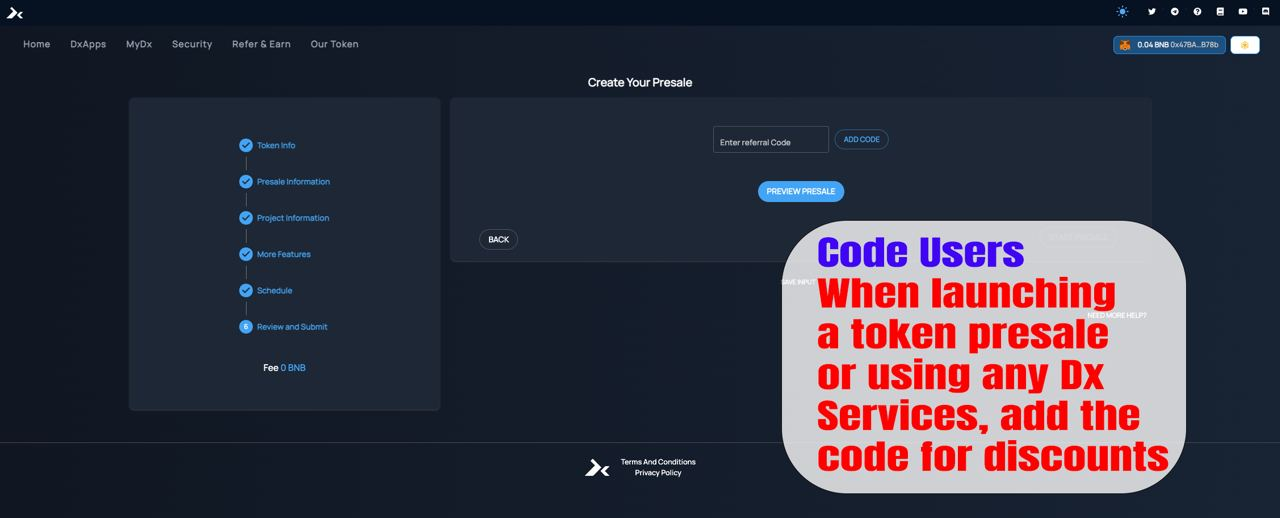 Home DxApps MyDx Security Refer & Earn Our Token
0.04 BNB 0x47BA...B78b
Create Your Presale
Token Info
Presale Information
Project Information
More Features
Schedule
6 Review and Submit
Fee 0 BNB
Enter referral Code ADD CODE
PREVIEW PRESALE
BACK
START PRESALE
SAVE INPUT
NEED MORE HELP?
Code Users
When launching
a token presale
or using any Dx
Services, add the
code for discounts
Terms And Conditions
Privacy Policy